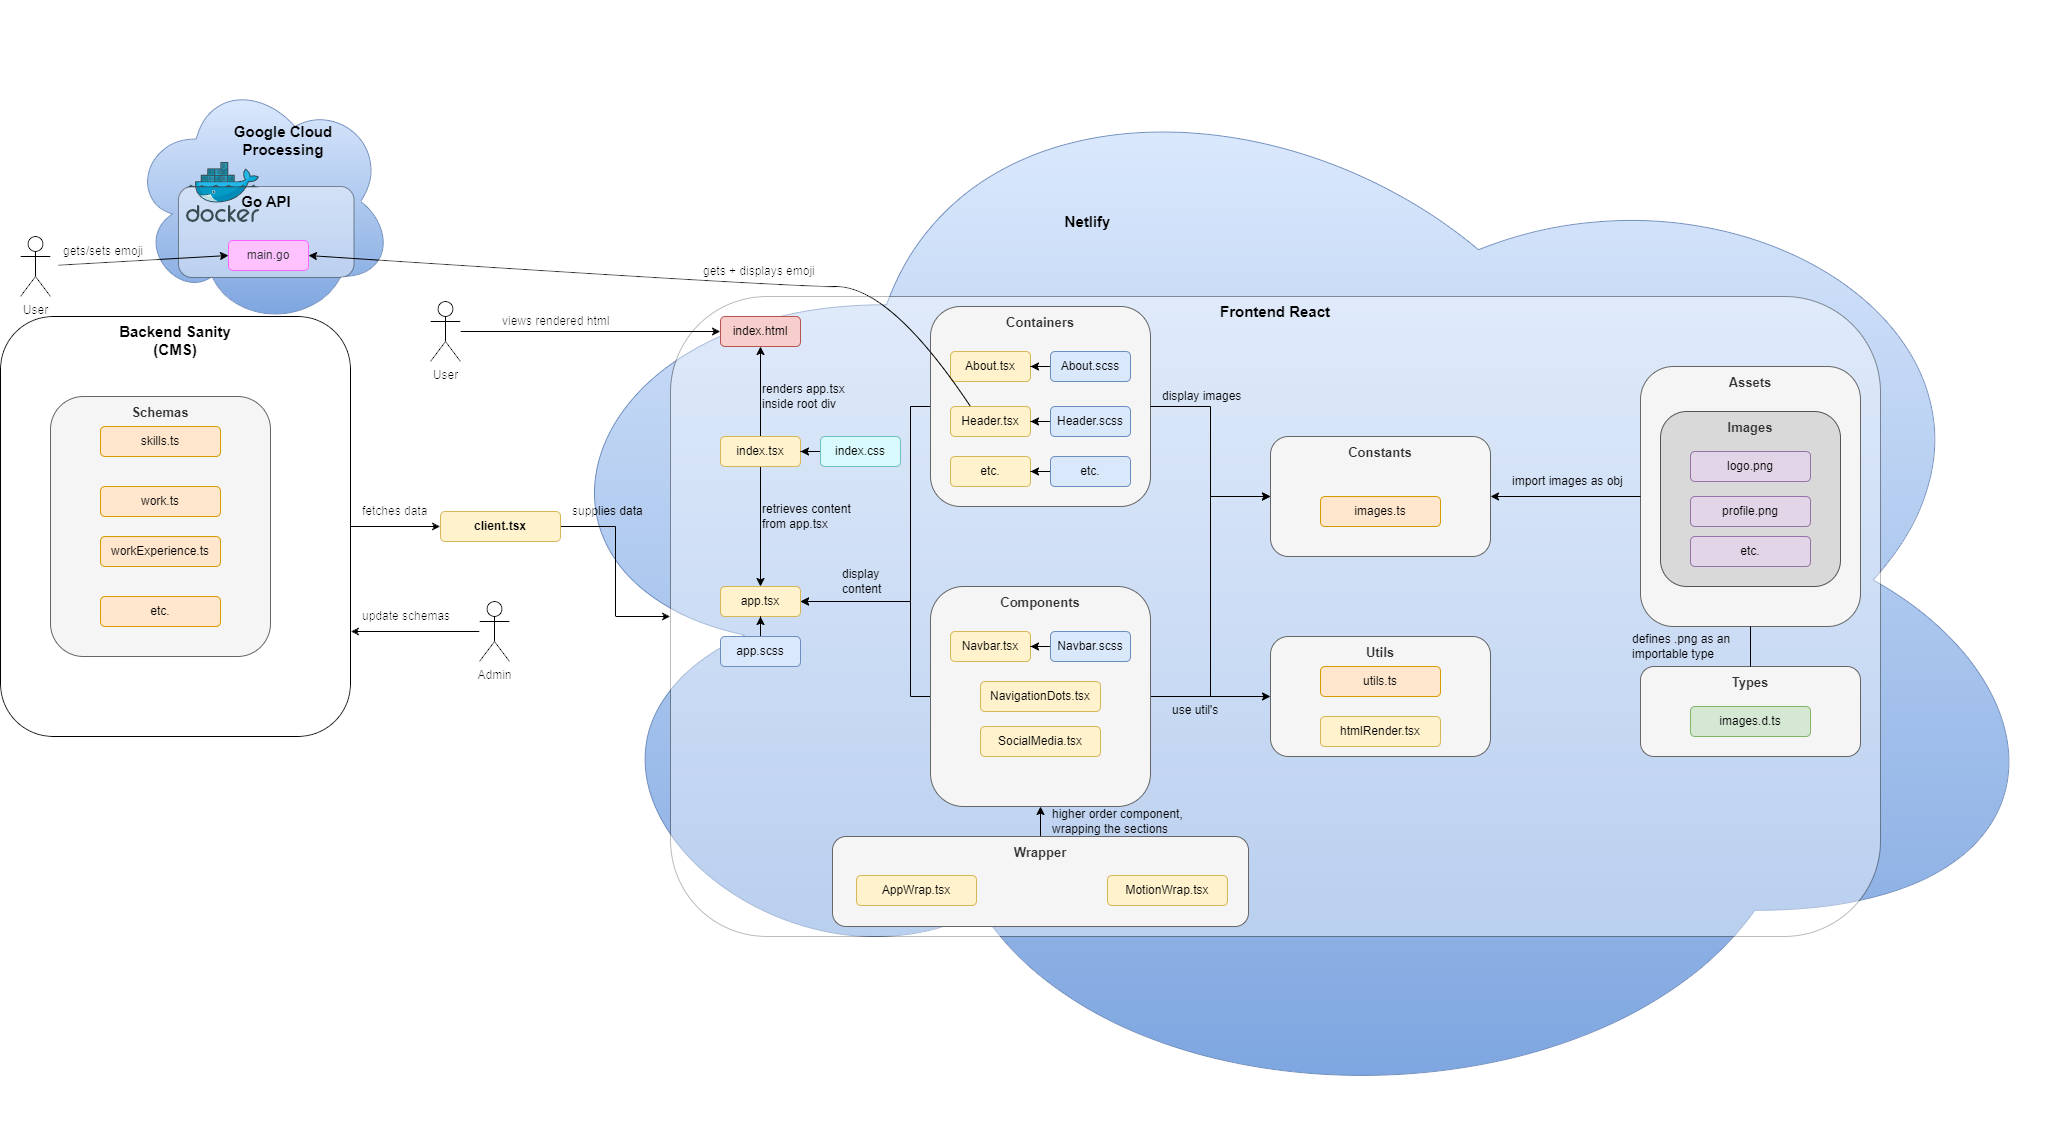 Google Cloud
Processing
docker
Go API
main.go
gets/sets emoji
User
gets + displays emoji
Backend Sanity
(CMS)
Schemas
skills.ts
work.ts
workExperience.ts
etc.
fetches data
client.tsx
supplies data
update schemas
Admin
views rendered html
User
Netlify
Frontend React
index.html
renders app.tsx
inside root div
index.tsx
index.css
retrieves content
from app.tsx
app.tsx
app.scss
display
content
Containers
About.tsx
About.scss
Header.tsx
Header.scss
etc.
etc.
display images
Components
Navbar.tsx
Navbar.scss
NavigationDots.tsx
SocialMedia.tsx
use util's
higher order component,
wrapping the sections
Wrapper
AppWrap.tsx
MotionWrap.tsx
Constants
images.ts
import images as obj
Utils
utils.ts
htmlRender.tsx
Assets
Images
logo.png
profile.png
etc.
defines .png as an
importable type
Types
images.d.ts